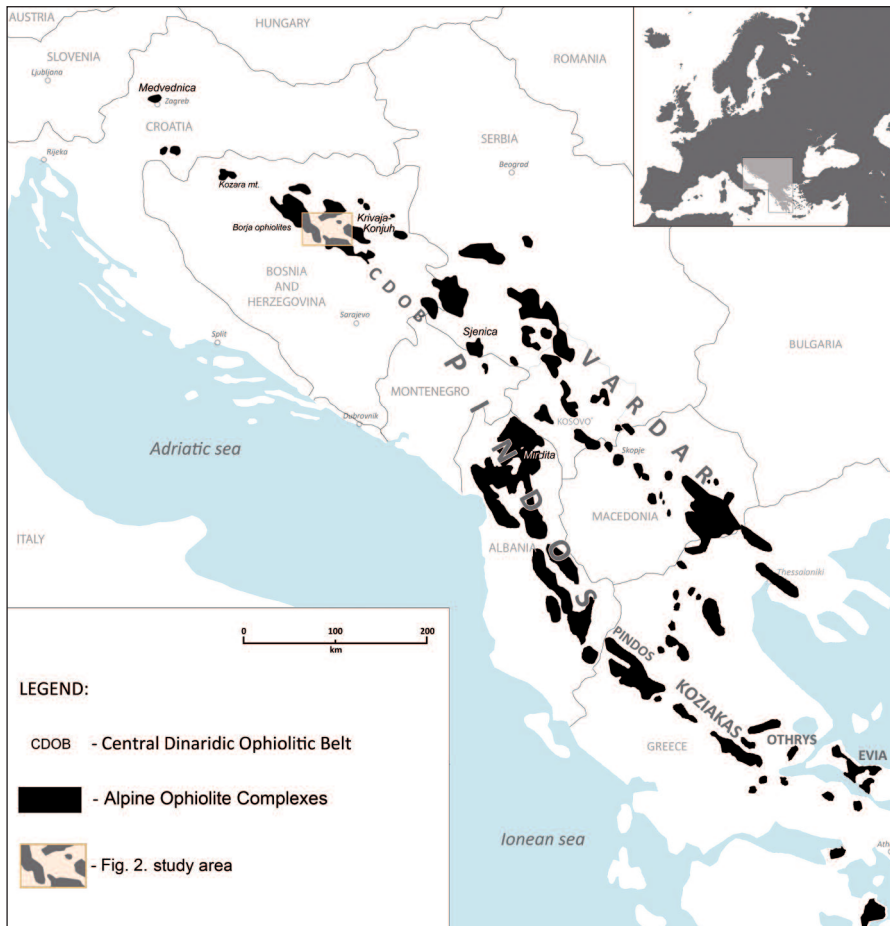 AUSTRIA
HUNGARY
SLOVENIA
Ljubljana
ROMANIA
Medvednica
Zagreb
CROATIA
Rijeka
SERBIA
Beograd
Kozara mt.
Borja ophiolites
Krivaja-
Konjuh
BOSNIA
AND
HERZEGOVINA
CDOB
Sarajevo
Split
Sjenica
BULGARIA
VARDAR
MONTENEGRO
PINDOS
Dubrovnik
KOSOVO*
Skopje
Mirdita
Adriatic sea
MACEDONIA
ITALY
ALBANIA
Thessaloniki
PINDOS
KOZIAKAS
GREECE
OTHRYS
EVIA
Ionean sea
Ath
0 100 200
km
LEGEND:
CDOB - Central Dinaridic Ophiolitic Belt
- Alpine Ophiolite Complexes
- Fig. 2. study area